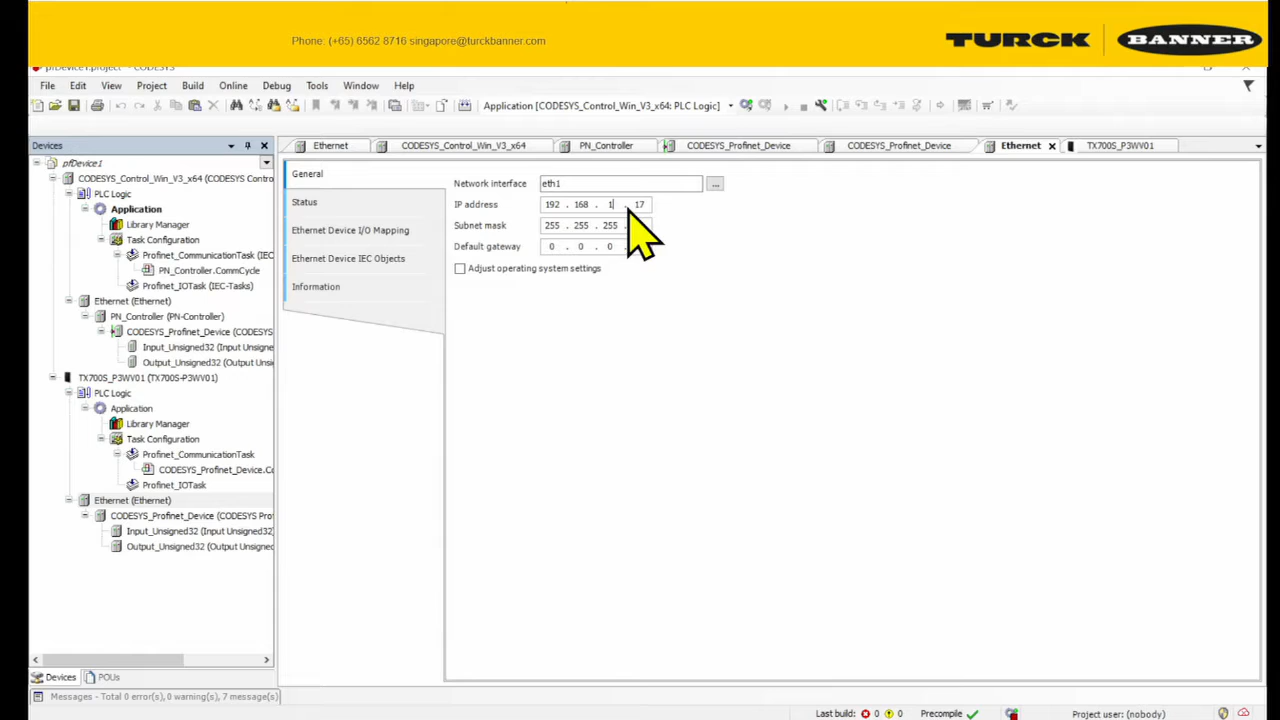 Phone: (+65) 6562 8716 singapore@turckbanner.com
TURCK
BANNER
pfDevice1.project - CODESYS
File Edit View Project Build Online Debug Tools Window Help
Application [CODESYS_Control_Win_V3_x64: PLC Logic]
Devices
pfDevice1
CODESYS_Control_Win_V3_x64 (CODESYS Contro
PLC Logic
Application
Library Manager
Task Configuration
Profinet_CommunicationTask (IEC
PN_Controller.CommCycle
Profinet_IOTask (IEC-Tasks)
Ethernet (Ethernet)
PN_Controller (PN-Controller)
CODESYS_Profinet_Device (CODESYS
Input_Unsigned32 (Input Unsigne
Output_Unsigned32 (Output Unsi
TX700S_P3WV01 (TX700S-P3WV01)
PLC Logic
Application
Library Manager
Task Configuration
Profinet_CommunicationTask
CODESYS_Profinet_Device.Co
Profinet_IOTask
Ethernet (Ethernet)
CODESYS_Profinet_Device (CODESYS Prof
Input_Unsigned32 (Input Unsigned32)
Output_Unsigned32 (Output Unsigned
Devices POUs
Ethernet CODESYS_Control_Win_V3_x64 PN_Controller CODESYS_Profinet_Device CODESYS_Profinet_Device Ethernet TX700S_P3WV01
General
Status
Ethernet Device I/O Mapping
Ethernet Device IEC Objects
Information
Network interface eth1 ...
IP address 192 . 168 . 1 . 17
Subnet mask 255 . 255 . 255 .
Default gateway 0 . 0 . 0 .
Adjust operating system settings
Messages - Total 0 error(s), 0 warning(s), 7 message(s)
Last build: 0 0 Precompile Project user: (nobody)